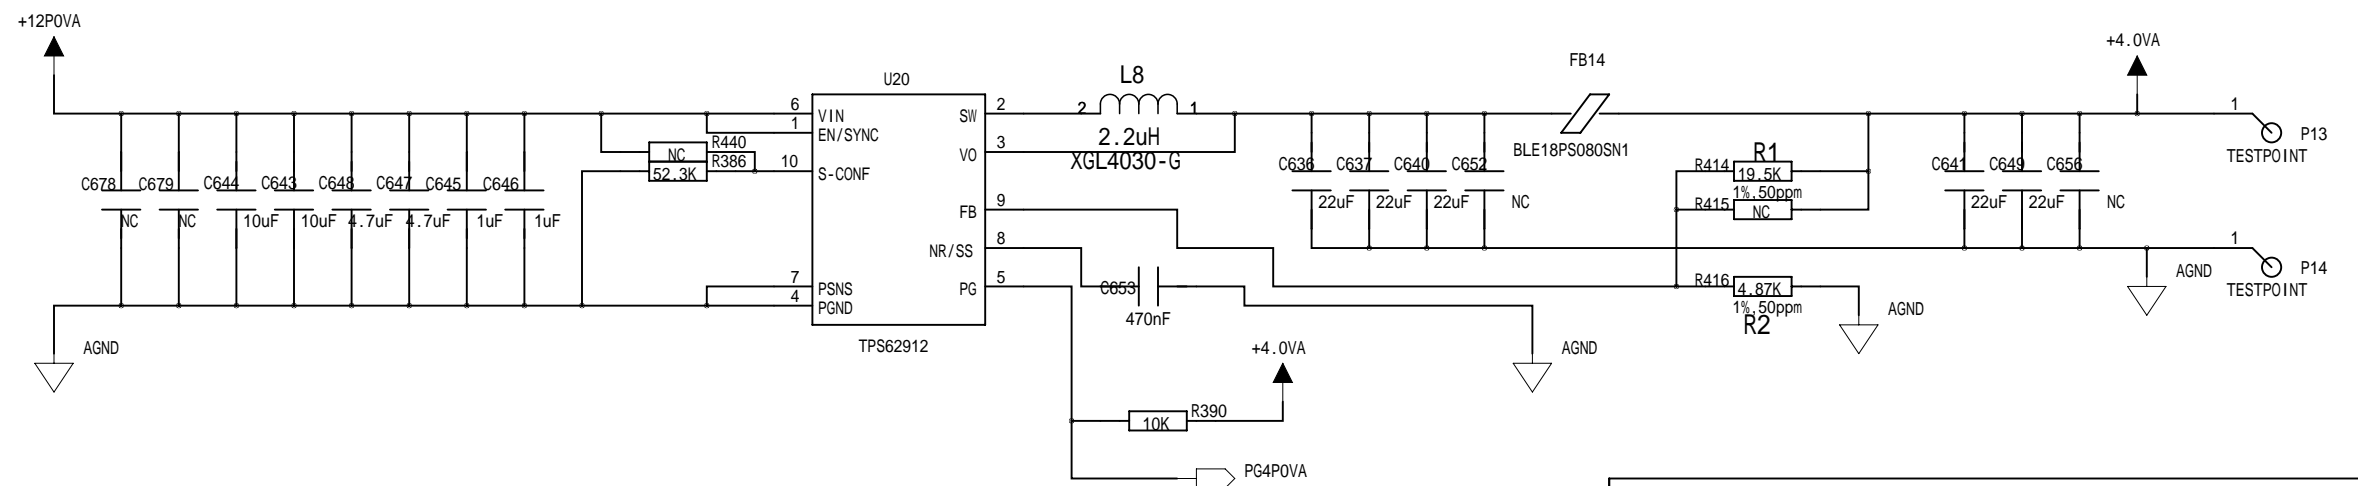 +12P0VA
+4.0VA
FB14
U20
L8
6
VIN
SW
2
2
1
1
P13
1
EN/SYNC
2.2uH
TESTPOINT
R440
NC
VO
3
XGL4030-G
BLE18PS080SN1
R386
10
S-CONF
52.3K
R1
R414
19.5K
1%,50ppm
R415
NC
C678
C679
C644
C643
C648
C647
C645
C646
C636
C637
C640
C652
C641
C649
C656
NC
NC
10uF
10uF
4.7uF
4.7uF
1uF
1uF
22uF
22uF
22uF
NC
22uF
22uF
NC
FB
9
NR/SS
8
1
P14
TESTPOINT
AGND
7
PSNS
PG
5
4
PGND
C653
470nF
R416
4.87K
1%,50ppm
R2
AGND
AGND
TPS62912
+4.0VA
AGND
R390
10K
PG4P0VA